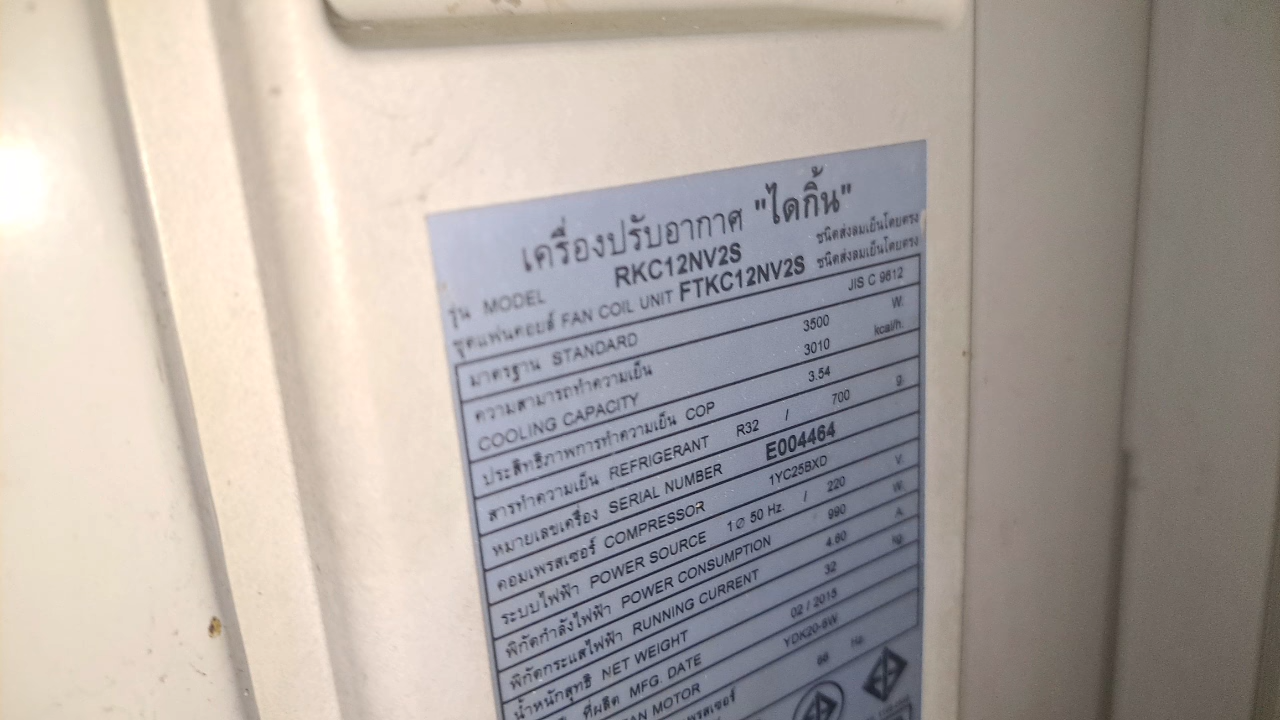 เครื่องปรับอากาศ "ไดกิ้น"
รุ่น MODEL RKC12NV2S ชนิดส่งลมเย็นโดยตรง
ชุดแฟนคอยล์ FAN COIL UNIT FTKC12NV2S ชนิดส่งลมเย็นโดยตรง
มาตรฐาน STANDARD JIS C 9612
ความสามารถทำความเย็น 3500 W.
COOLING CAPACITY 3010 kcal/h.
ประสิทธิภาพการทำความเย็น COP 3.54
สารทำความเย็น REFRIGERANT R32 / 700 g.
หมายเลขเครื่อง SERIAL NUMBER E004464
คอมเพรสเซอร์ COMPRESSOR 1YC25BXD
ระบบไฟฟ้า POWER SOURCE 1∅ 50 Hz. / 220 V.
พิกัดกำลังไฟฟ้า POWER CONSUMPTION 990 W.
พิกัดกระแสไฟฟ้า RUNNING CURRENT 4.60 A.
น้ำหนักสุทธิ NET WEIGHT 32 kg.
ที่ผลิต MFG. DATE 02 / 2015
FAN MOTOR YDK20-6W
66 Hz